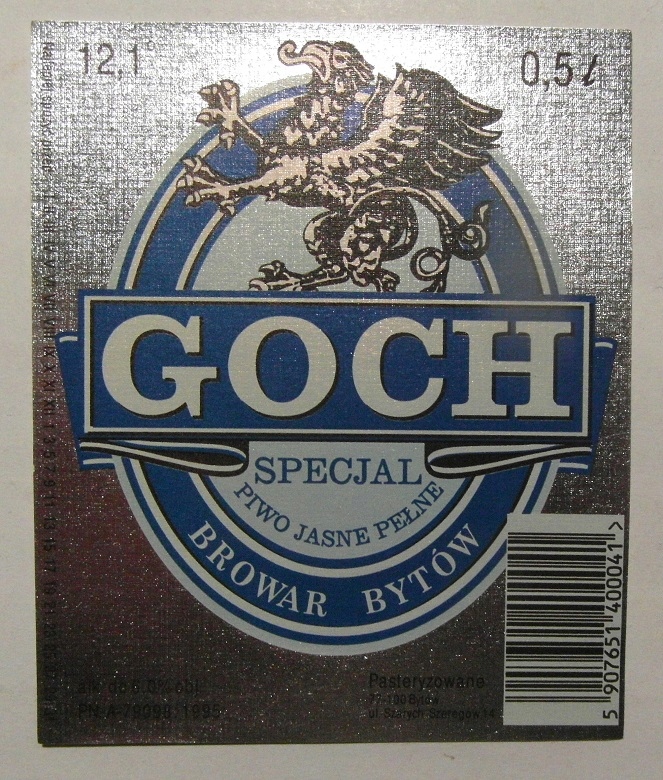 12,1°
0,5 l
GOCH
SPECJAL
PIWO JASNE PEŁNE
BROWAR BYTÓW
Pasteryzowane
77-100 Bytów
ul. Szarych Szeregów 14
PN-A-79098:1995
5 907651 400041 >